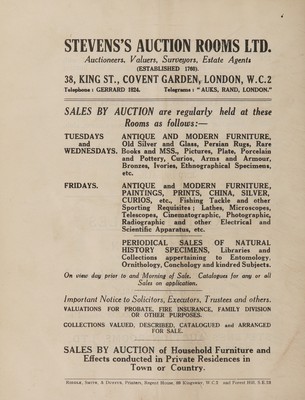 STEVENS'S AUCTION ROOMS LTD.
Auctioneers, Valuers, Surveyors, Estate Agents
(ESTABLISHED 1760).
38, KING ST., COVENT GARDEN, LONDON, W.C.2
Telephone: GERRARD 1824. Telegrams: "AUKS, RAND, LONDON."
SALES BY AUCTION are regularly held at these
Rooms as follows:—
TUESDAYS ANTIQUE AND MODERN FURNITURE,
and Old Silver and Glass, Persian Rugs, Rare
WEDNESDAYS. Books and MSS., Pictures, Plate, Porcelain
and Pottery, Curios, Arms and Armour,
Bronzes, Ivories, Ethnographical Specimens,
etc.
FRIDAYS. ANTIQUE and MODERN FURNITURE,
PAINTINGS, PRINTS, CHINA, SILVER,
CURIOS, etc., Fishing Tackle and other
Sporting Requisites; Lathes, Microscopes,
Telescopes, Cinematographic, Photographic,
Radiographic and other Electrical and
Scientific Apparatus, etc.
PERIODICAL SALES OF NATURAL
HISTORY SPECIMENS, Libraries and
Collections appertaining to Entomology,
Ornithology, Conchology and kindred Subjects.
On view day prior to and Morning of Sale. Catalogues for any or all
Sales on application.
Important Notice to Solicitors, Executors, Trustees and others.
VALUATIONS FOR PROBATE, FIRE INSURANCE, FAMILY DIVISION
OR OTHER PURPOSES.
COLLECTIONS VALUED, DESCRIBED, CATALOGUED and ARRANGED
FOR SALE.
SALES BY AUCTION of Household Furniture and
Effects conducted in Private Residences in
Town or Country.
Printers, Rupert House, Kingsway, W.C.2 and Forest Hill S.E.23